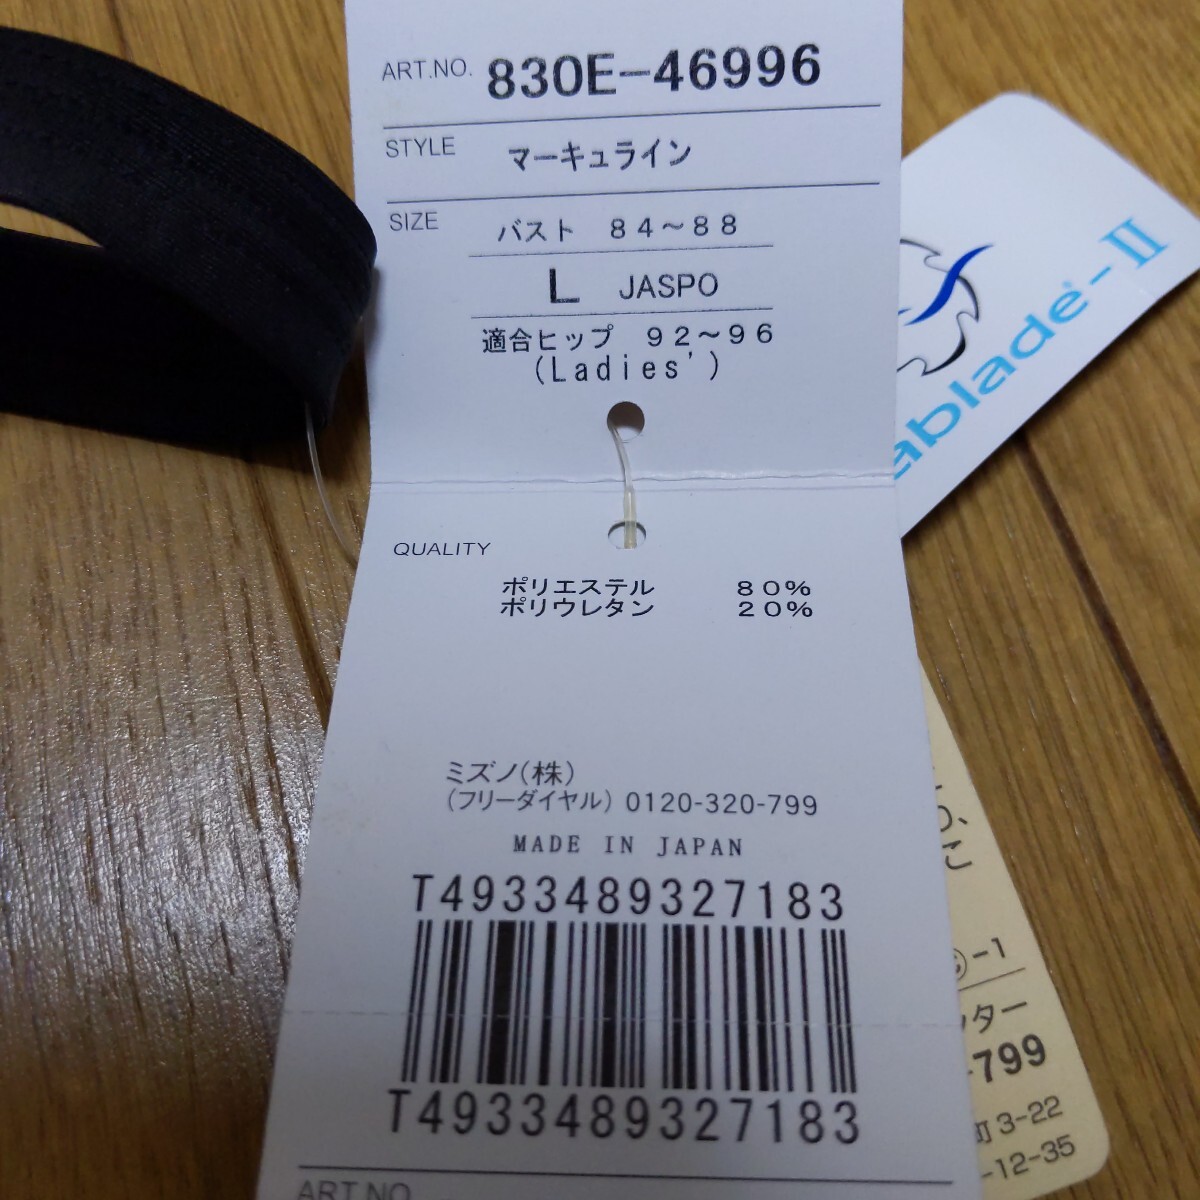 ART.NO. 830E-46996
STYLE マーキュライン
SIZE バスト 84～88
L JASPO
適合ヒップ 92～96
(Ladies')
QUALITY
ポリエステル 80%
ポリウレタン 20%
ミズノ(株)
(フリーダイヤル) 0120-320-799
MADE IN JAPAN
T4933489327183
T4933489327183
ART.NO
ablade-II
-1
ター
-799
町3-22
-12-35